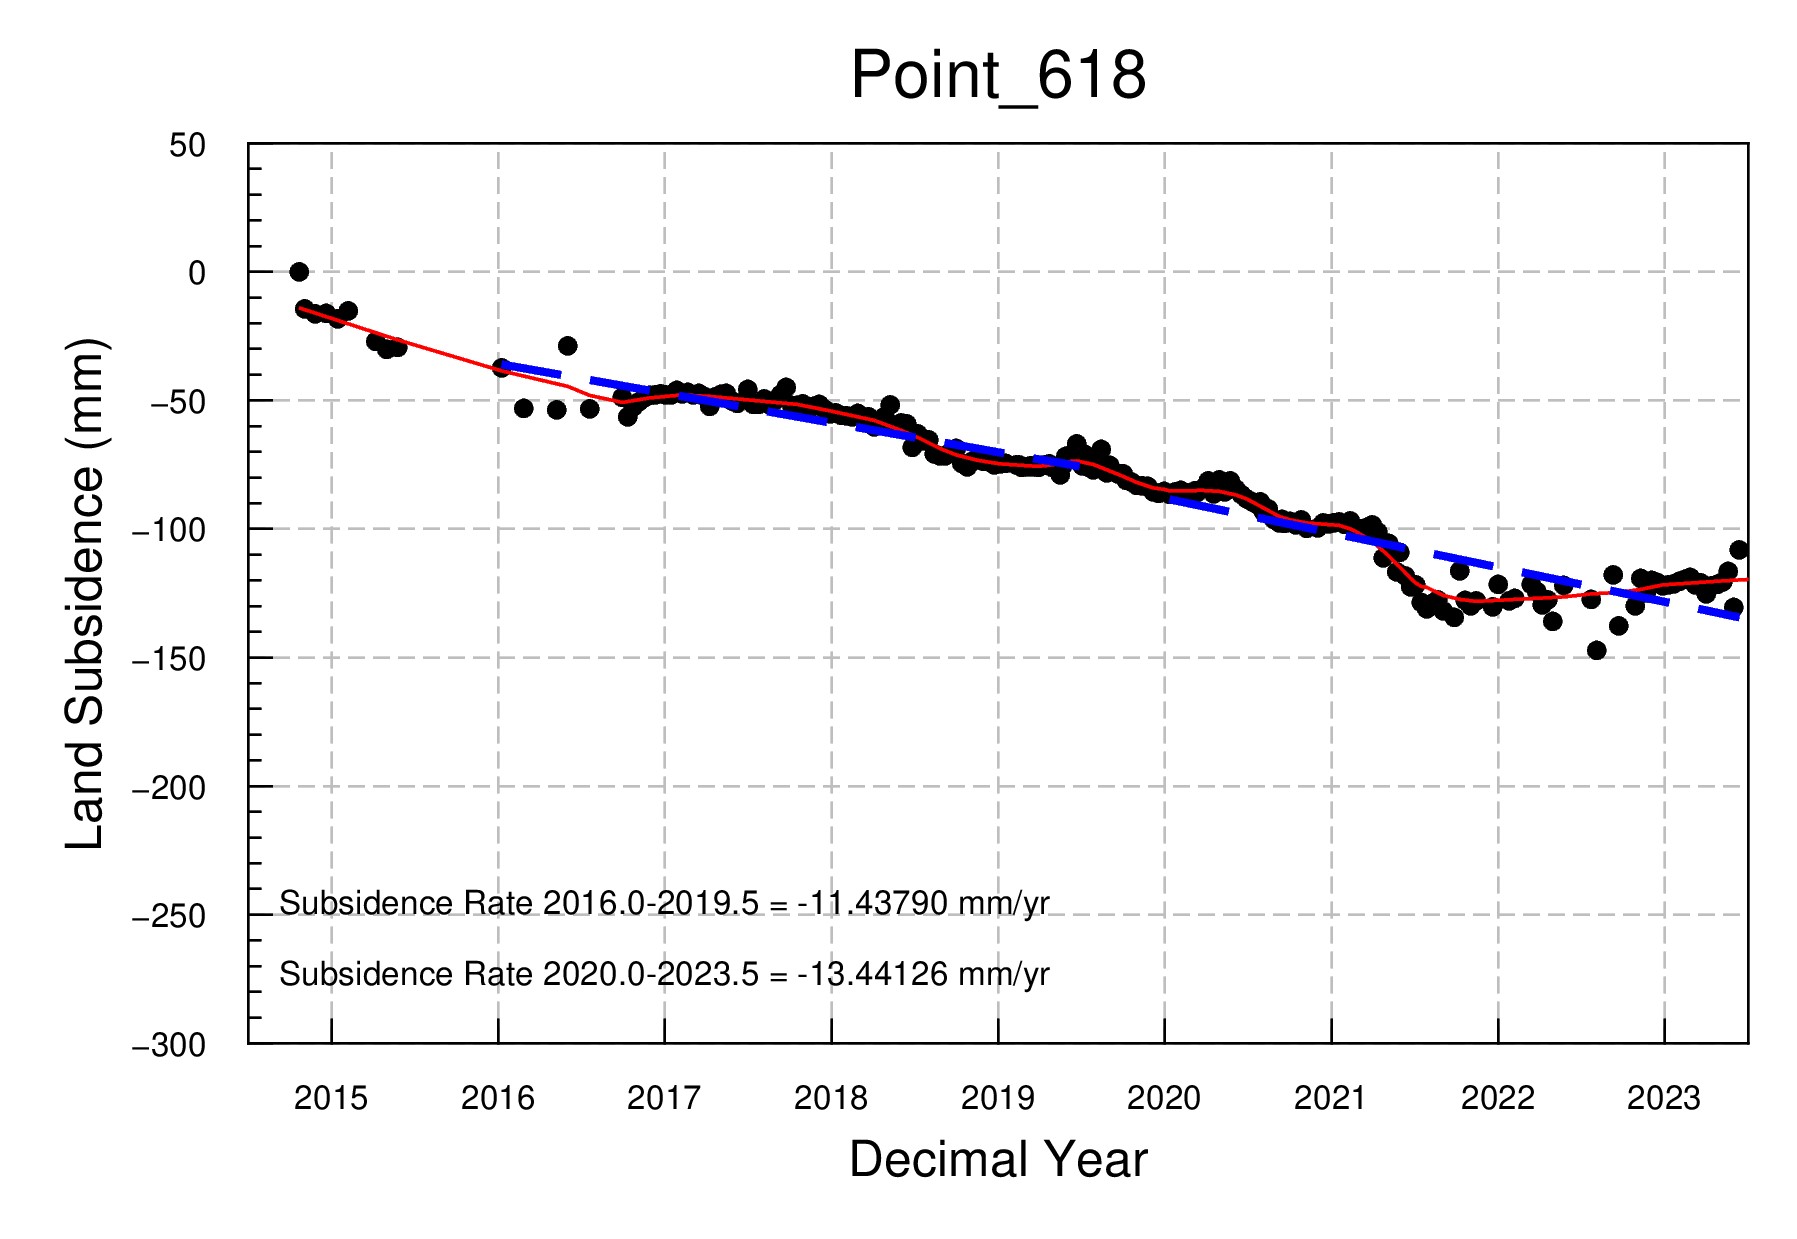 Point_618
50
0
−50
−100
−150
−200
−250
−300
Land Subsidence (mm)
Subsidence Rate 2016.0-2019.5 = -11.43790 mm/yr
Subsidence Rate 2020.0-2023.5 = -13.44126 mm/yr
2015 2016 2017 2018 2019 2020 2021 2022 2023
Decimal Year